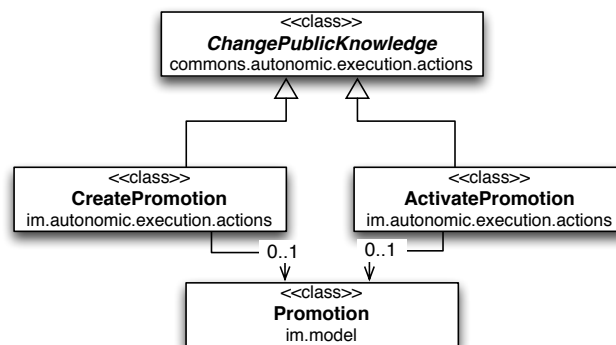 <<class>>
ChangePublicKnowledge
commons.autonomic.execution.actions
<<class>>
CreatePromotion
im.autonomic.execution.actions
<<class>>
ActivatePromotion
im.autonomic.execution.actions
0..1
0..1
<<class>>
Promotion
im.model